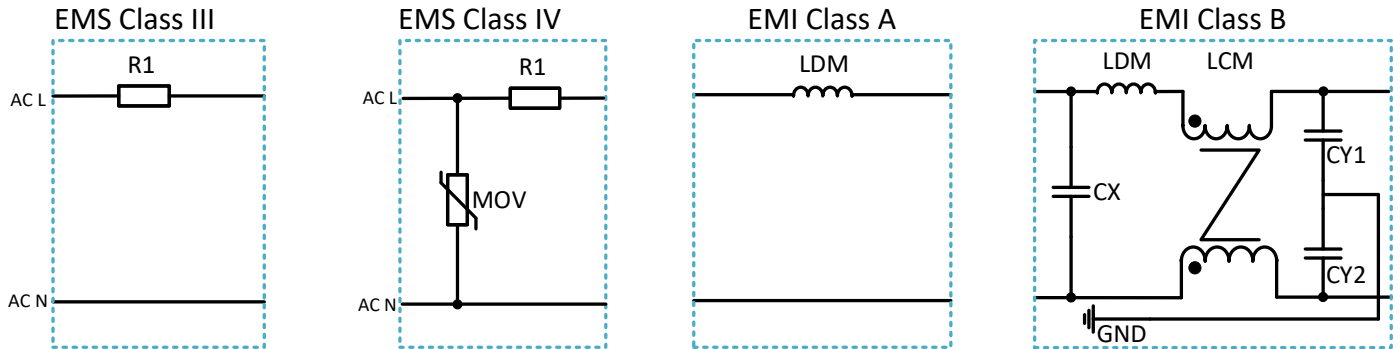 EMS Class III
EMS Class IV
EMI Class A
EMI Class B
R1
AC L
AC N
R1
AC L
MOV
AC N
LDM
LDM
LCM
CX
CY1
CY2
GND